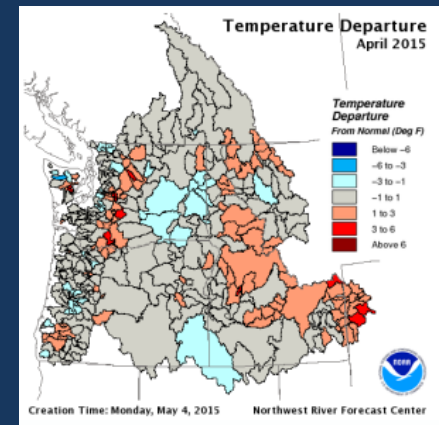 Temperature Departure
April 2015
Temperature
Departure
From Normal (Deg F)
Below -6
-6 to -3
-3 to -1
-1 to 1
1 to 3
3 to 6
Above 6
NOAA
Creation Time: Monday, May 4, 2015 Northwest River Forecast Center